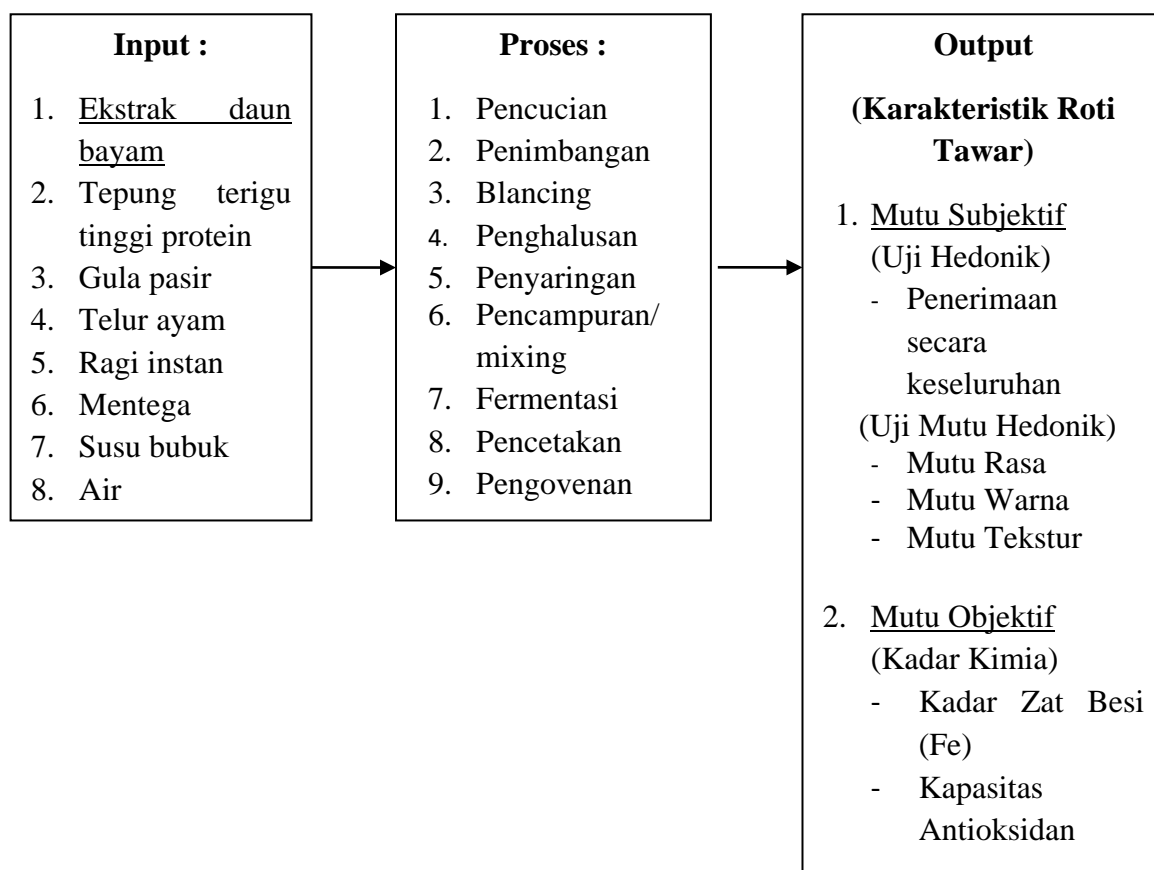 Input :
1. Ekstrak daun
bayam
2. Tepung terigu
tinggi protein
3. Gula pasir
4. Telur ayam
5. Ragi instan
6. Mentega
7. Susu bubuk
8. Air
Proses :
1. Pencucian
2. Penimbangan
3. Blancing
4. Penghalusan
5. Penyaringan
6. Pencampuran/
mixing
7. Fermentasi
8. Pencetakan
9. Pengovenan
Output
(Karakteristik Roti
Tawar)
1. Mutu Subjektif
(Uji Hedonik)
- Penerimaan
secara
keseluruhan
(Uji Mutu Hedonik)
- Mutu Rasa
- Mutu Warna
- Mutu Tekstur
2. Mutu Objektif
(Kadar Kimia)
- Kadar Zat Besi
(Fe)
- Kapasitas
Antioksidan